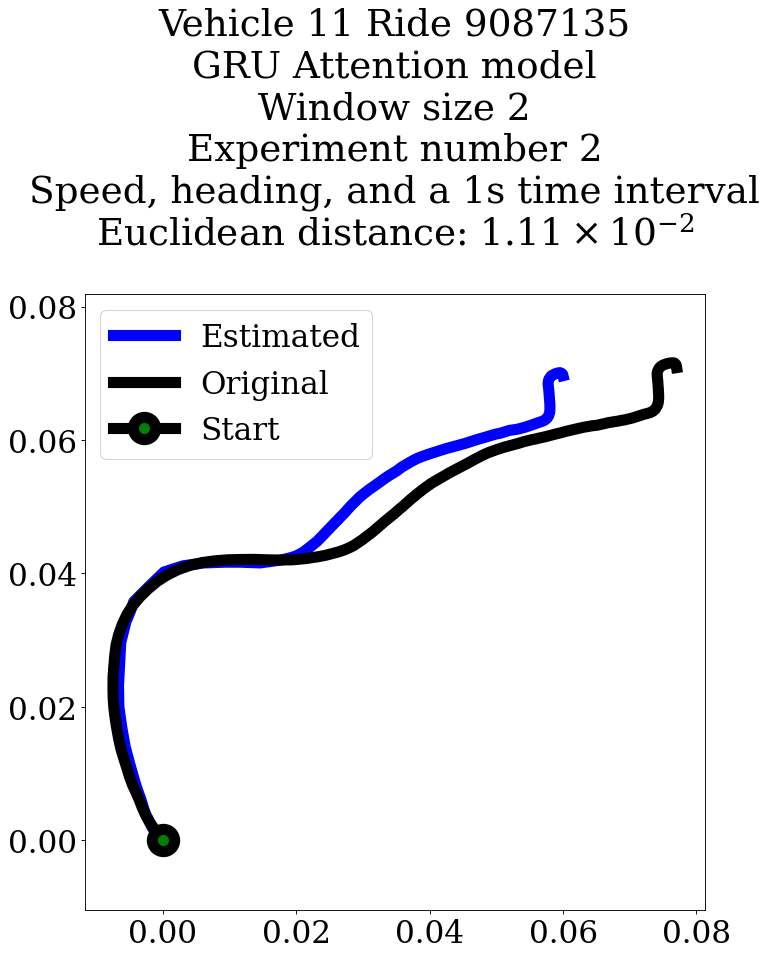 Vehicle 11 Ride 9087135
GRU Attention model
Window size 2
Experiment number 2
Speed, heading, and a 1s time interval
Euclidean distance: 1.11 × 10⁻²
0.08
0.06
0.04
0.02
0.00
Estimated
Original
Start
0.00 0.02 0.04 0.06 0.08